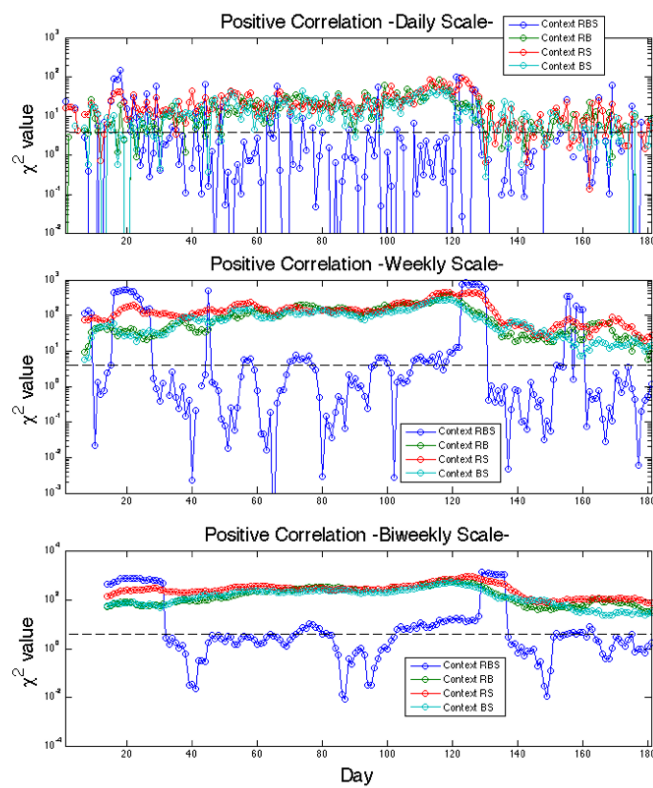 Positive Correlation -Daily Scale-
Context RBS
Context RB
Context RS
Context BS
χ² value
10³
10²
10¹
10⁰
10⁻¹
10⁻²
20 40 60 80 100 120 140 160 180
Positive Correlation -Weekly Scale-
χ² value
10³
10²
10¹
10⁰
10⁻¹
10⁻²
10⁻³
Context RBS
Context RB
Context RS
Context BS
20 40 60 80 100 120 140 160 180
Positive Correlation -Biweekly Scale-
χ² value
10⁴
10²
10⁰
10⁻²
10⁻⁴
Context RBS
Context RB
Context RS
Context BS
20 40 60 80 100 120 140 160 180
Day